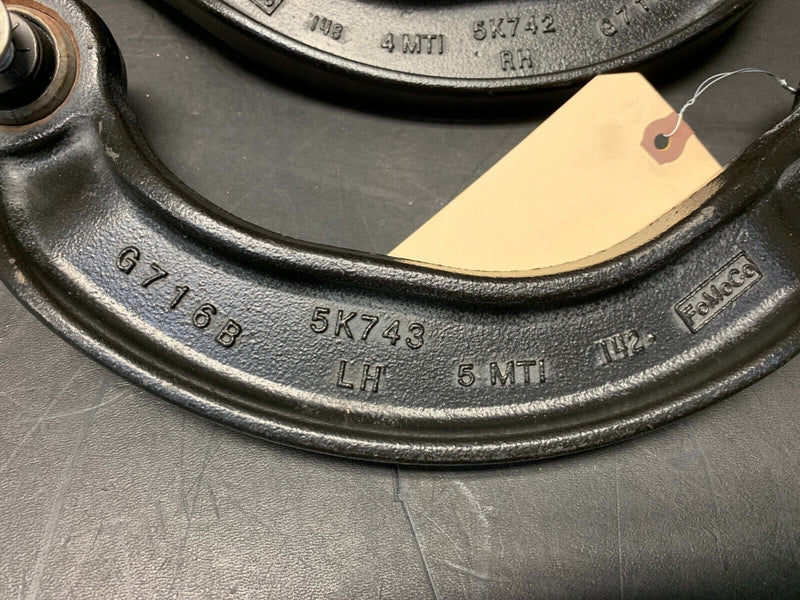 148 4 MTI 5K742
RH
G716B 5K743
LH 5 MTI 142. FoMoCo